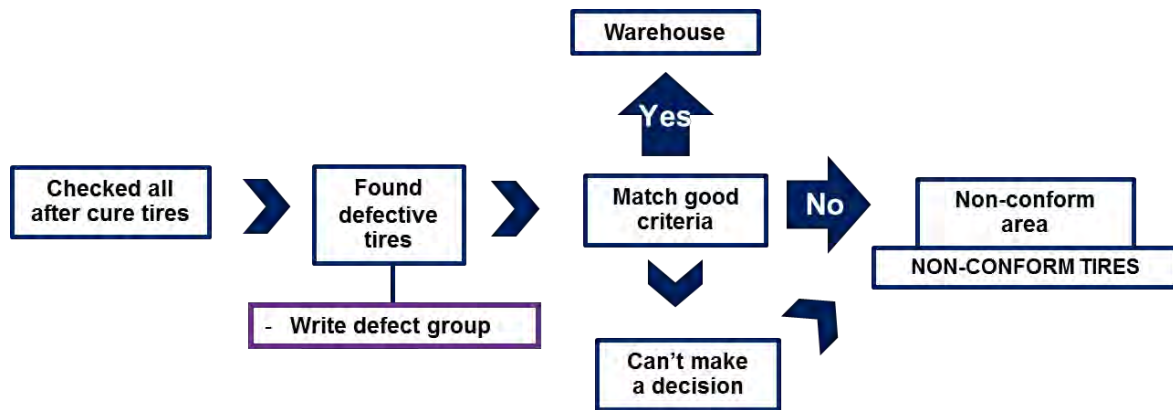 Warehouse
Yes
Checked all
after cure tires
Found
defective
tires
Match good
criteria
No
Non-conform
area
NON-CONFORM TIRES
- Write defect group
Can't make
a decision